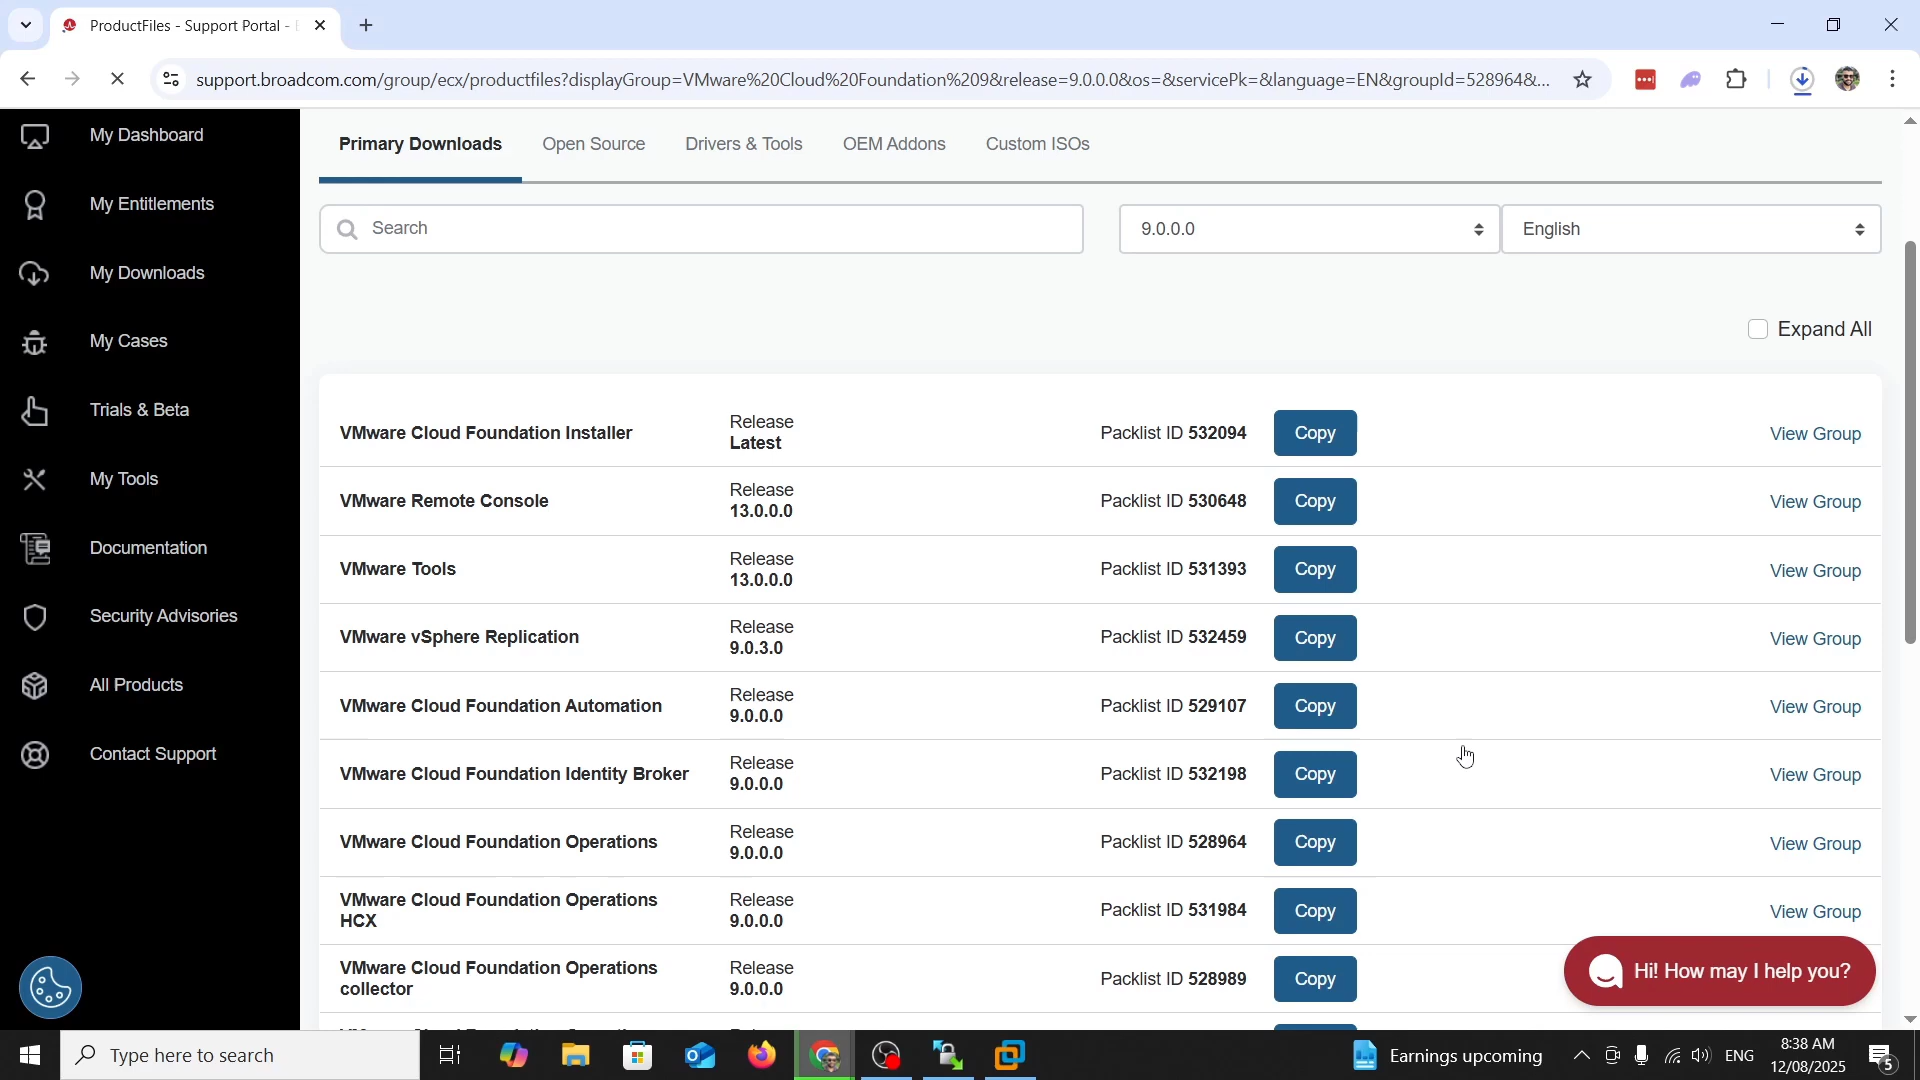 ProductFiles - Support Portal -
support.broadcom.com/group/ecx/productfiles?displayGroup=VMware%20Cloud%20Foundation%209&release=9.0.0.0&os=&servicePk=&language=EN&groupId=528964&...
My Dashboard
My Entitlements
My Downloads
My Cases
Trials & Beta
My Tools
Documentation
Security Advisories
All Products
Contact Support
Primary Downloads Open Source Drivers & Tools OEM Addons Custom ISOs
Search 9.0.0.0 English
Expand All
VMware Cloud Foundation Installer Release Latest Packlist ID 532094 Copy View Group
VMware Remote Console Release 13.0.0.0 Packlist ID 530648 Copy View Group
VMware Tools Release 13.0.0.0 Packlist ID 531393 Copy View Group
VMware vSphere Replication Release 9.0.3.0 Packlist ID 532459 Copy View Group
VMware Cloud Foundation Automation Release 9.0.0.0 Packlist ID 529107 Copy View Group
VMware Cloud Foundation Identity Broker Release 9.0.0.0 Packlist ID 532198 Copy View Group
VMware Cloud Foundation Operations Release 9.0.0.0 Packlist ID 528964 Copy View Group
VMware Cloud Foundation Operations HCX Release 9.0.0.0 Packlist ID 531984 Copy View Group
VMware Cloud Foundation Operations collector Release 9.0.0.0 Packlist ID 528989 Copy
Hi! How may I help you?
Type here to search
Earnings upcoming
ENG
8:38 AM
12/08/2025
5